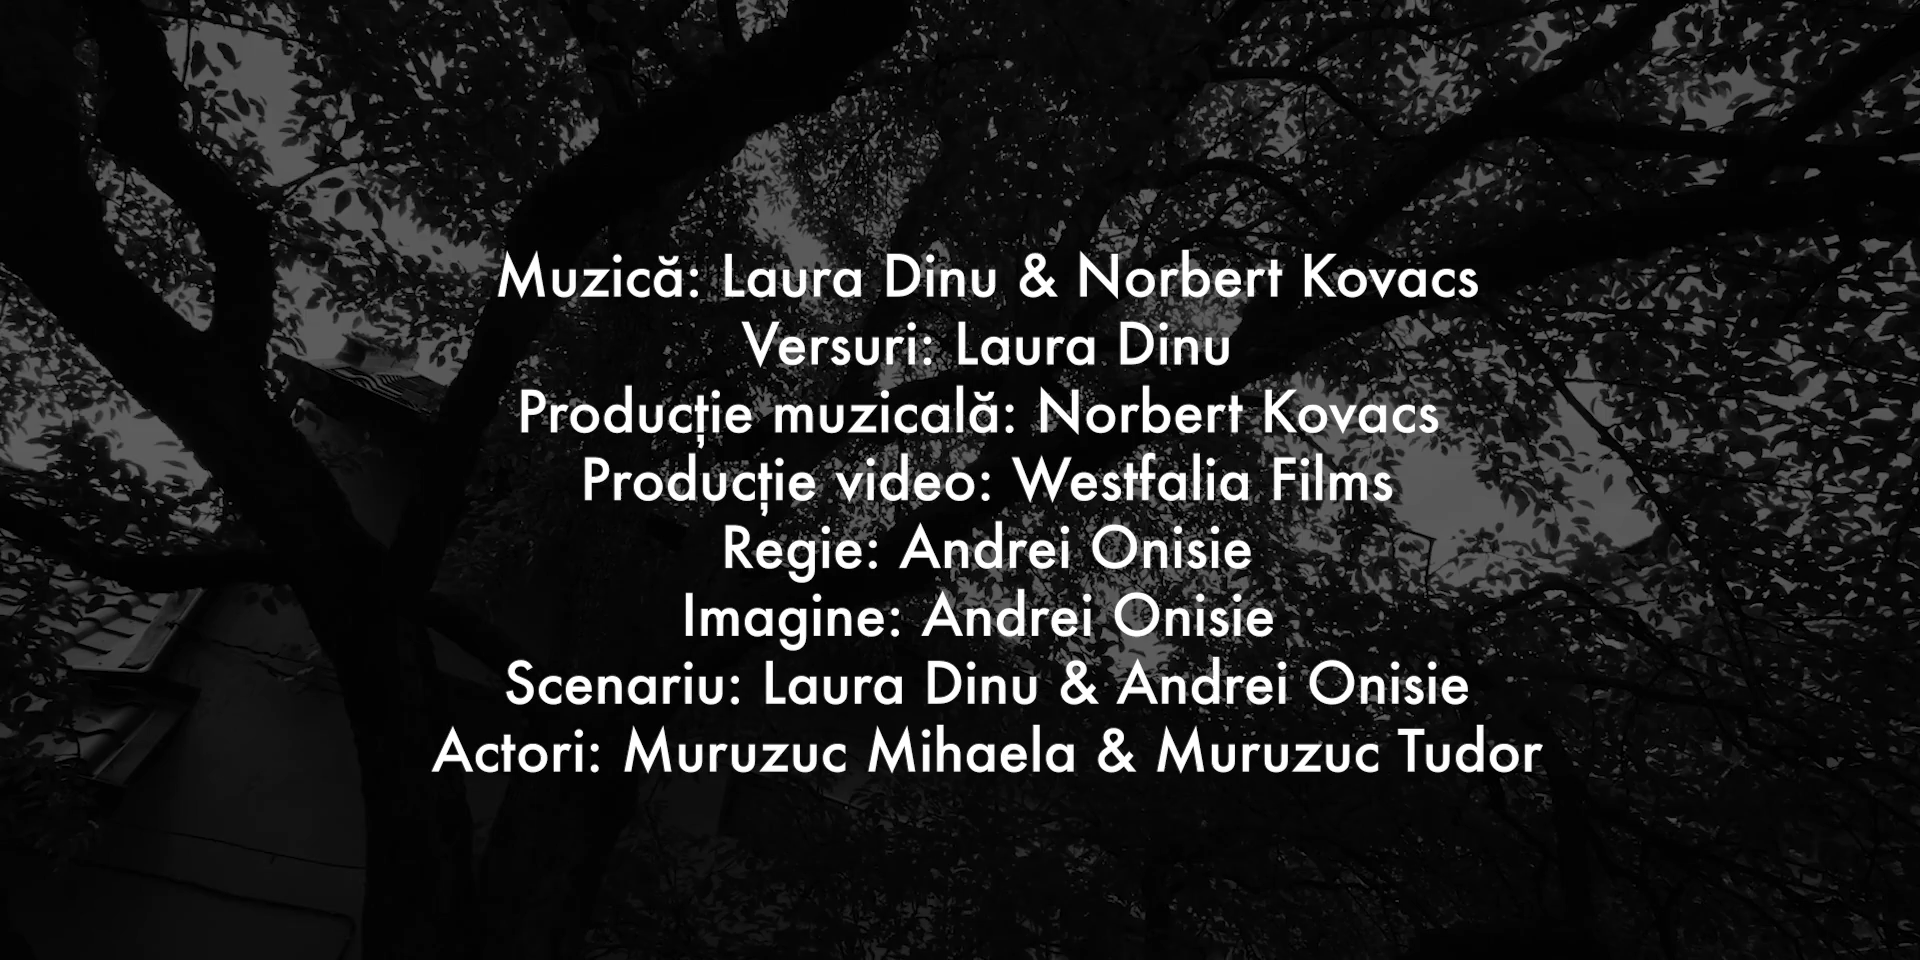 Muzică: Laura Dinu & Norbert Kovacs
Versuri: Laura Dinu
Producție muzicală: Norbert Kovacs
Producție video: Westfalia Films
Regie: Andrei Onisie
Imagine: Andrei Onisie
Scenariu: Laura Dinu & Andrei Onisie
Actori: Muruzuc Mihaela & Muruzuc Tudor